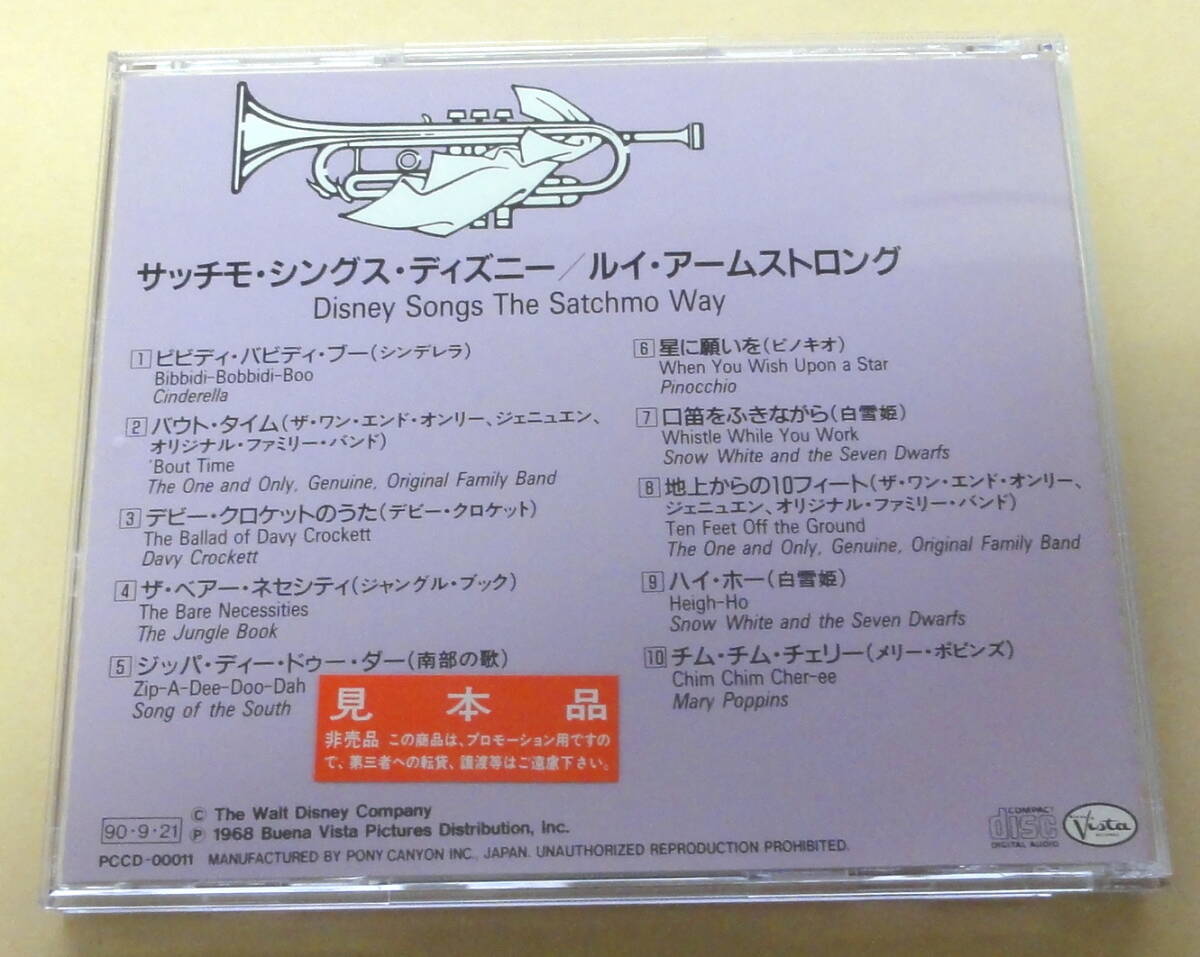 サッチモ・シングス・ディズニー／ルイ・アームストロング
Disney Songs The Satchmo Way
1 ビビディ・バビディ・ブー(シンデレラ)
Bibbidi-Bobbidi-Boo
Cinderella
2 バウト・タイム(ザ・ワン・エンド・オンリー、ジェニュエン、
オリジナル・ファミリー・バンド)
'Bout Time
The One and Only, Genuine, Original Family Band
3 デビー・クロケットのうた(デビー・クロケット)
The Ballad of Davy Crockett
Davy Crockett
4 ザ・ベアー・ネセシティ(ジャングル・ブック)
The Bare Necessities
The Jungle Book
5 ジッパ・ディー・ドゥー・ダー(南部の歌)
Zip-A-Dee-Doo-Dah
Song of the South
6 星に願いを(ピノキオ)
When You Wish Upon a Star
Pinocchio
7 口笛をふきながら(白雪姫)
Whistle While You Work
Snow White and the Seven Dwarfs
8 地上からの10フィート(ザ・ワン・エンド・オンリー、
ジェニュエン、オリジナル・ファミリー・バンド)
Ten Feet Off the Ground
The One and Only, Genuine, Original Family Band
9 ハイ・ホー(白雪姫)
Heigh-Ho
Snow White and the Seven Dwarfs
10 チム・チム・チェリー(メリー・ポピンズ)
Chim Chim Cher-ee
Mary Poppins
見本品
非売品 この商品は、プロモーション用ですの
で、第三者への転貸、譲渡等はご遠慮下さい。
90・9・21
© The Walt Disney Company
℗ 1968 Buena Vista Pictures Distribution, Inc.
PCCD-00011 MANUFACTURED BY PONY CANYON INC., JAPAN. UNAUTHORIZED REPRODUCTION PROHIBITED.
COMPACT
disc
DIGITAL AUDIO
Vista